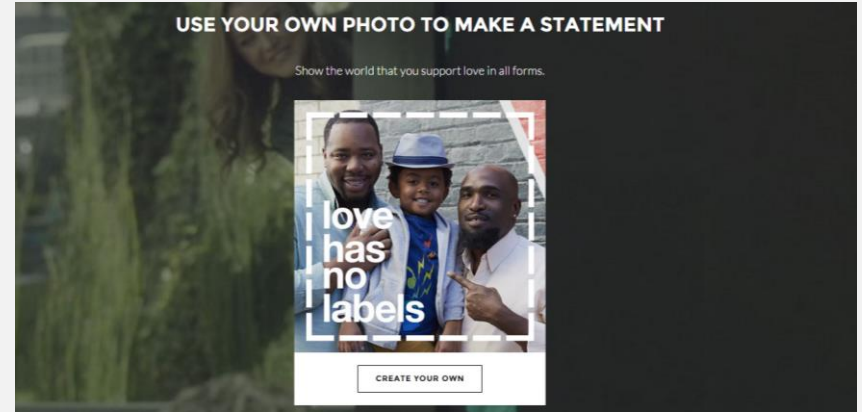 USE YOUR OWN PHOTO TO MAKE A STATEMENT
Show the world that you support love in all forms.
love
has
no
labels
CREATE YOUR OWN